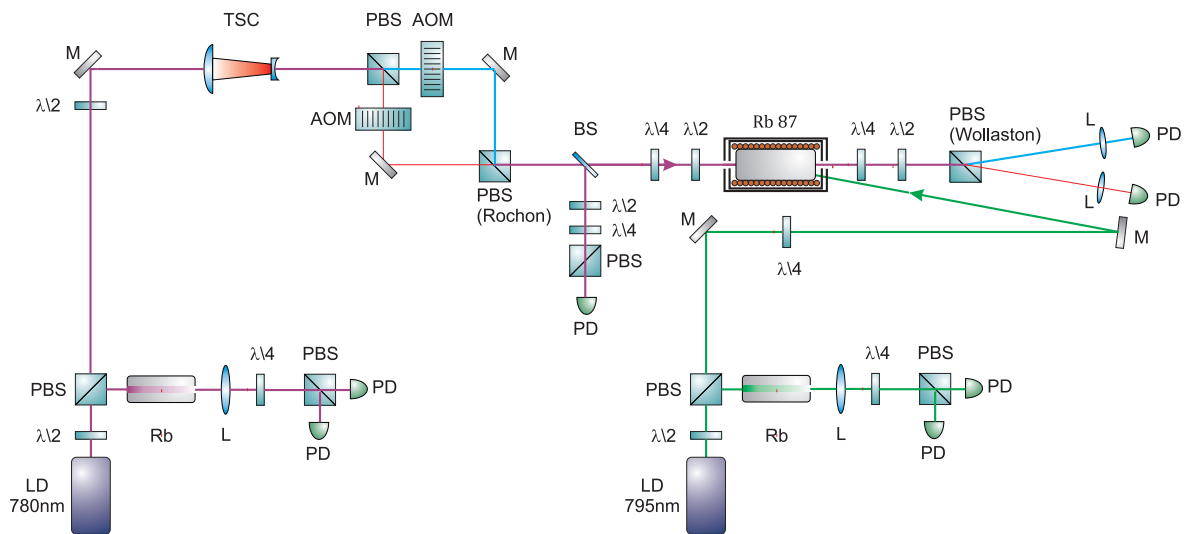 TSC
PBS
AOM
M
M
λ\2
AOM
M
PBS
(Rochon)
BS
λ\4
λ\2
Rb 87
λ\4
λ\2
PBS
(Wollaston)
L
PD
L
PD
λ\2
λ\4
PBS
PD
M
λ\4
M
PBS
Rb
L
λ\4
PBS
PD
PD
λ\2
LD
780nm
PBS
Rb
L
λ\4
PBS
PD
PD
λ\2
LD
795nm